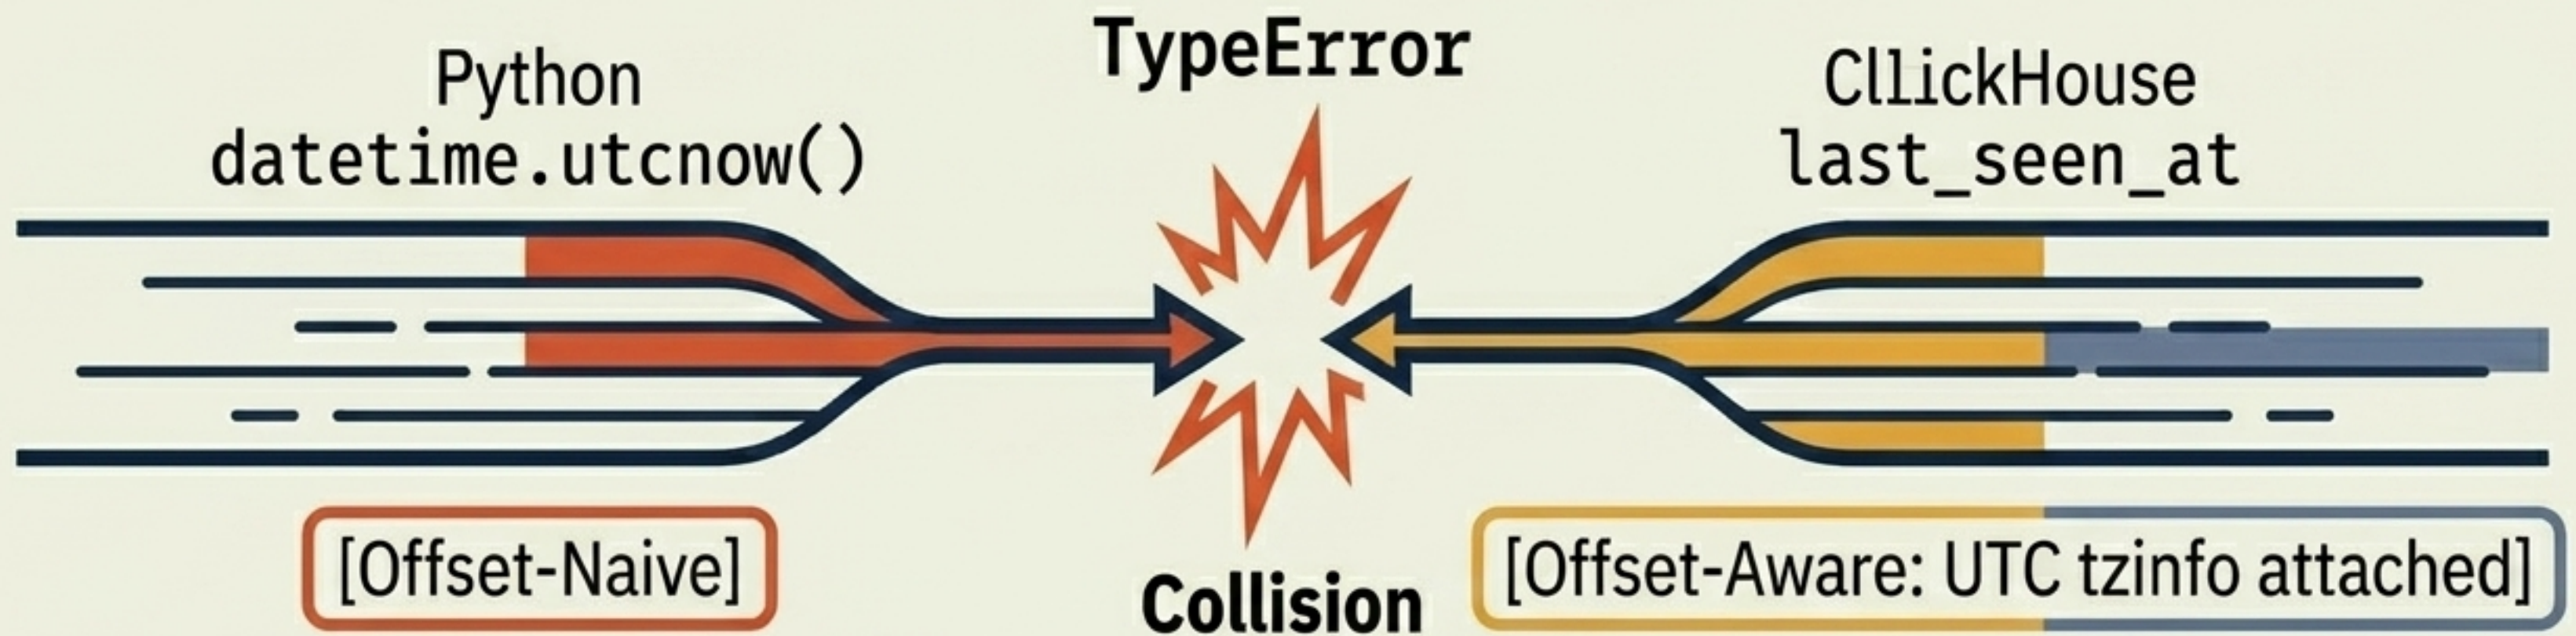 TypeError
Python
datetime.utcnow()
CllickHouse
last_seen_at
[Offset-Naive]
Collision
[Offset-Aware: UTC tzinfo attached]